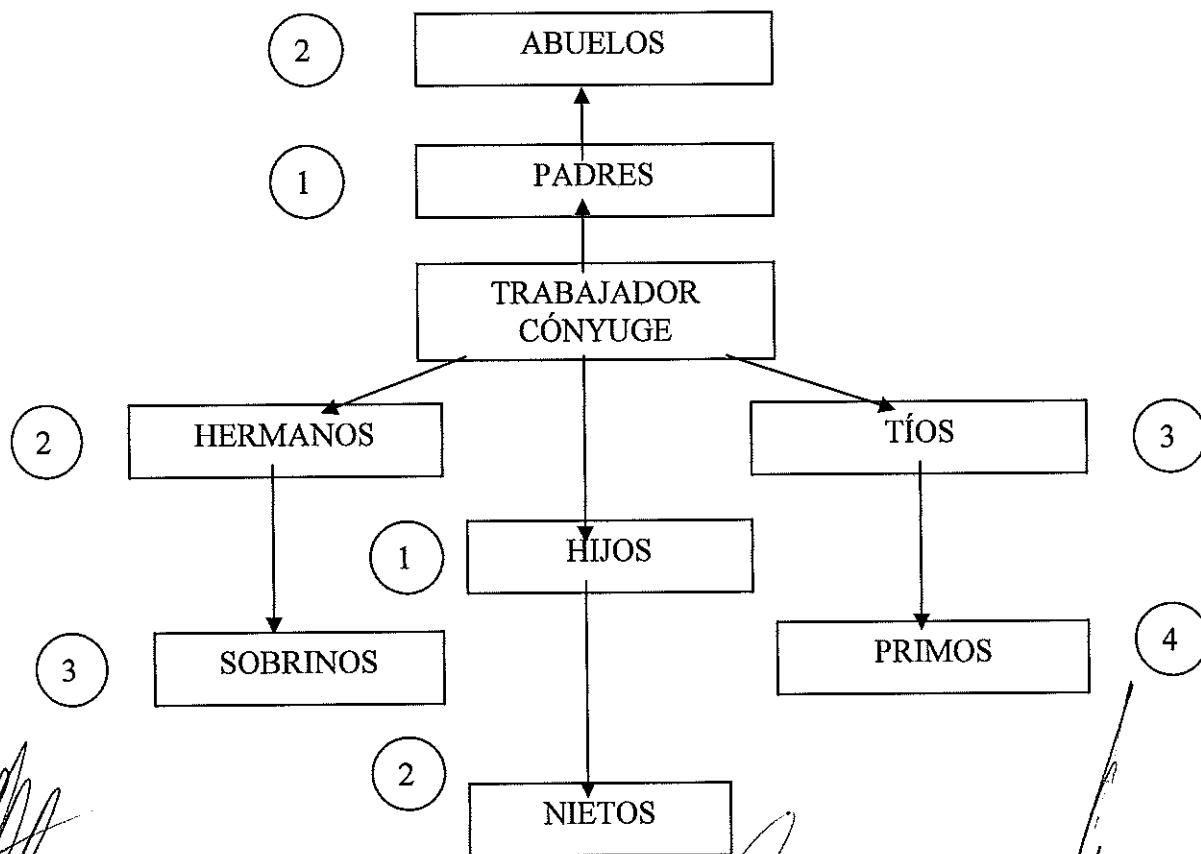 2
ABUELOS
1
PADRES
TRABAJADOR
CÓNYUGE
2
HERMANOS
TÍOS
3
1
HIJOS
3
SOBRINOS
PRIMOS
4
2
NIETOS